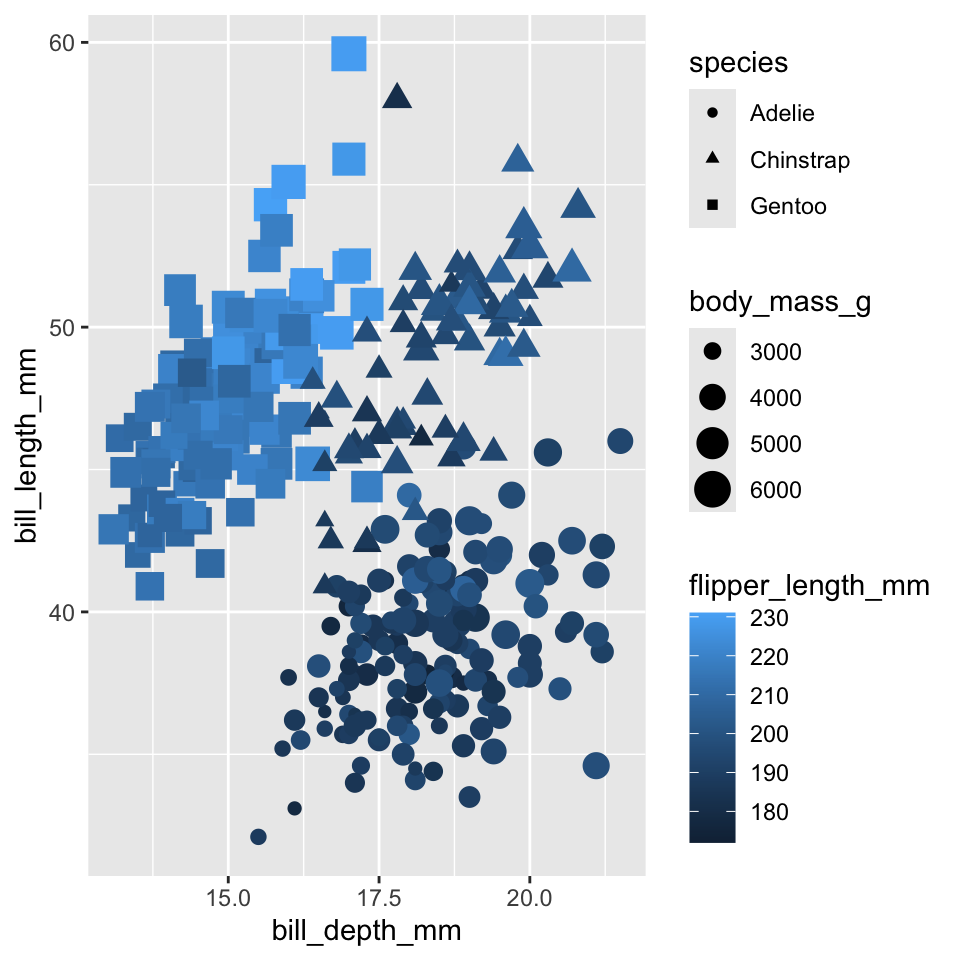 60
50
40
bill_length_mm
15.0 17.5 20.0
bill_depth_mm
species
Adelie
Chinstrap
Gentoo
body_mass_g
3000
4000
5000
6000
flipper_length_mm
230
220
210
200
190
180